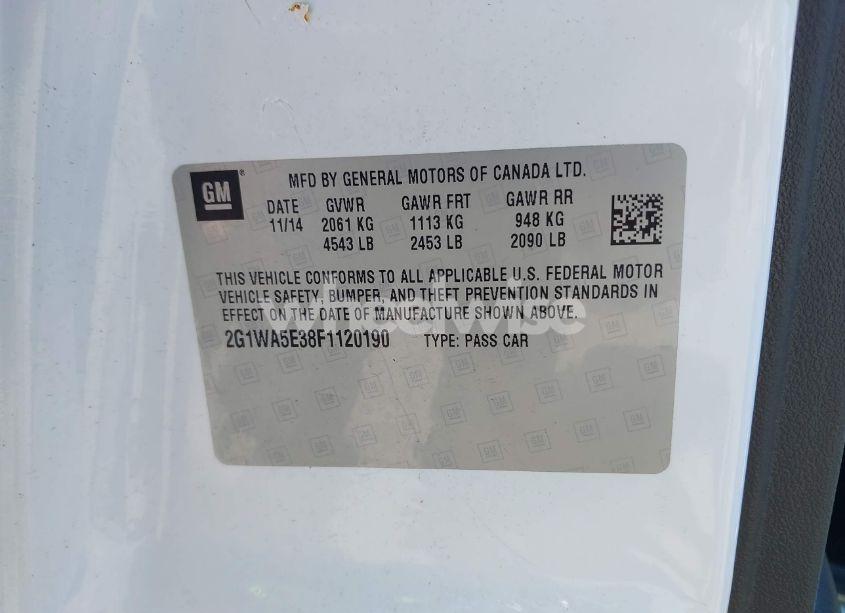 GM
MFD BY GENERAL MOTORS OF CANADA LTD.
DATE GVWR GAWR FRT GAWR RR
11/14 2061 KG 1113 KG 948 KG
4543 LB 2453 LB 2090 LB
THIS VEHICLE CONFORMS TO ALL APPLICABLE U.S. FEDERAL MOTOR
VEHICLE SAFETY, BUMPER, AND THEFT PREVENTION STANDARDS IN
EFFECT ON THE DATE OF MANUFACTURE SHOWN ABOVE.
wheelwise
2G1WA5E38F1120190 TYPE: PASS CAR